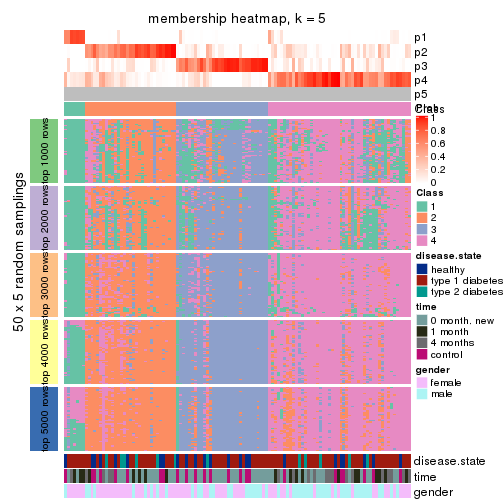 membership heatmap, k = 5
p1
p2
p3
p4
p5
Class
Class
1
0.8
0.6
0.4
0.2
0
Class
1
2
3
4
disease.state
healthy
type 1 diabetes
type 2 diabetes
time
0 month. new
1 month
4 months
control
gender
female
male
50 x 5 random samplings
top 1000 rows
top 2000 rows
top 3000 rows
top 4000 rows
top 5000 rows
disease.state
time
gender